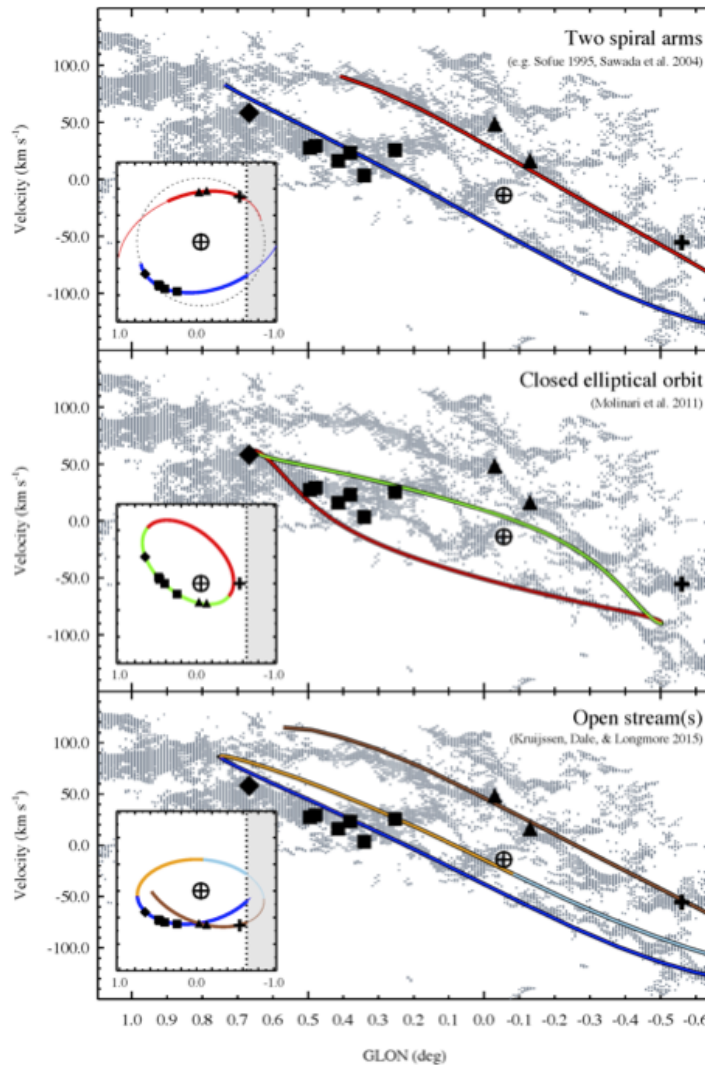 Two spiral arms
(e.g. Sofue 1995, Sawada et al. 2004)
100.0
50.0
0.0
-50.0
-100.0
Velocity (km s⁻¹)
1.0 0.0 -1.0
Closed elliptical orbit
(Molinari et al. 2011)
100.0
50.0
0.0
-50.0
-100.0
Velocity (km s⁻¹)
1.0 0.0 -1.0
Open stream(s)
(Kruijssen, Dale, & Longmore 2015)
100.0
50.0
0.0
-50.0
-100.0
Velocity (km s⁻¹)
1.0 0.0 -1.0
1.0 0.9 0.8 0.7 0.6 0.5 0.4 0.3 0.2 0.1 0.0 -0.1 -0.2 -0.3 -0.4 -0.5 -0.6
GLON (deg)